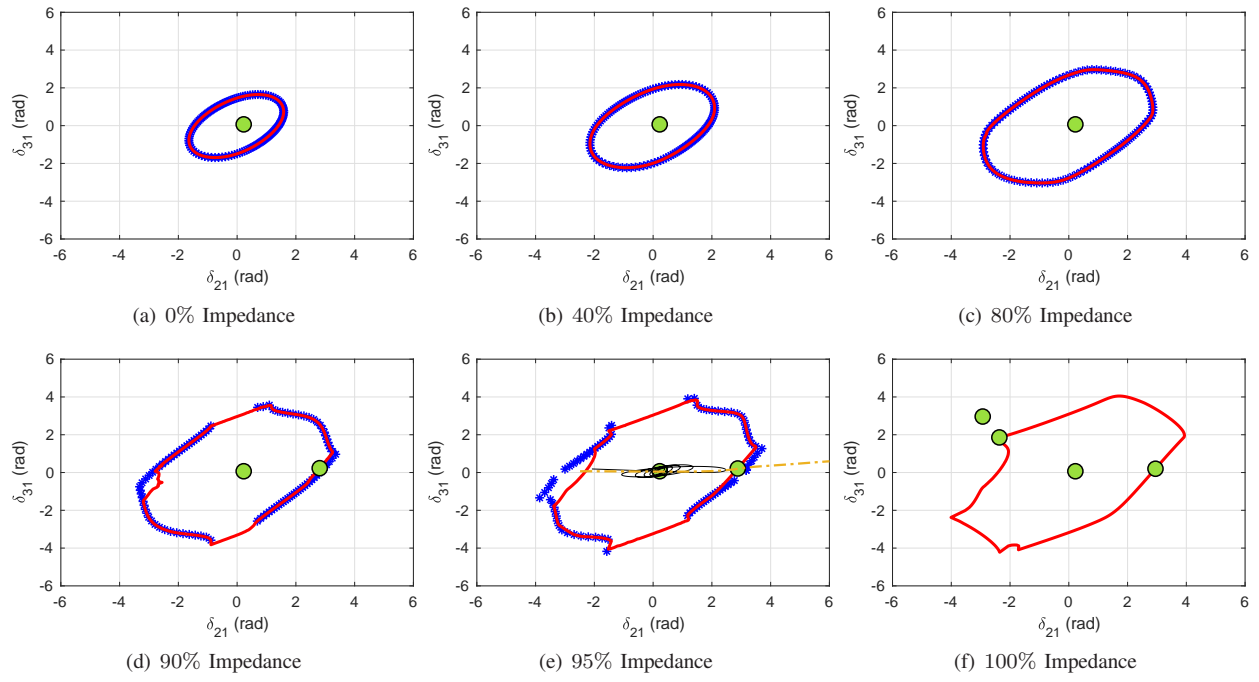 6
4
2
0
-2
-4
-6
-6 -4 -2 0 2 4 6
δ31 (rad)
δ21 (rad)
(a) 0% Impedance
6
4
2
0
-2
-4
-6
-6 -4 -2 0 2 4 6
δ31 (rad)
δ21 (rad)
(b) 40% Impedance
6
4
2
0
-2
-4
-6
-6 -4 -2 0 2 4 6
δ31 (rad)
δ21 (rad)
(c) 80% Impedance
6
4
2
0
-2
-4
-6
-6 -4 -2 0 2 4 6
δ31 (rad)
δ21 (rad)
(d) 90% Impedance
6
4
2
0
-2
-4
-6
-6 -4 -2 0 2 4 6
δ31 (rad)
δ21 (rad)
(e) 95% Impedance
6
4
2
0
-2
-4
-6
-6 -4 -2 0 2 4 6
δ31 (rad)
δ21 (rad)
(f) 100% Impedance